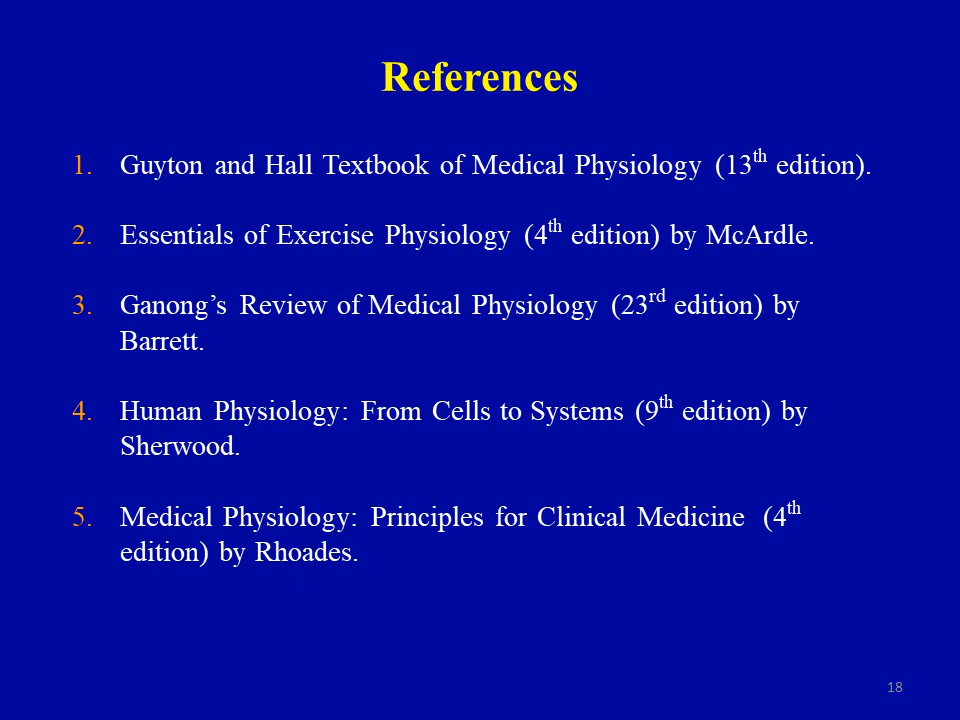 References
1. Guyton and Hall Textbook of Medical Physiology (13th edition).
2. Essentials of Exercise Physiology (4th edition) by McArdle.
3. Ganong’s Review of Medical Physiology (23rd edition) by
Barrett.
4. Human Physiology: From Cells to Systems (9th edition) by
Sherwood.
5. Medical Physiology: Principles for Clinical Medicine (4th
edition) by Rhoades.
18